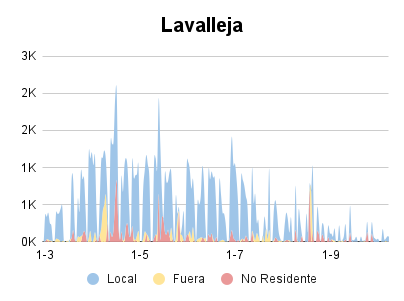 Lavalleja
3K
2K
2K
1K
1K
0K
1-3 1-5 1-7 1-9
Local Fuera No Residente